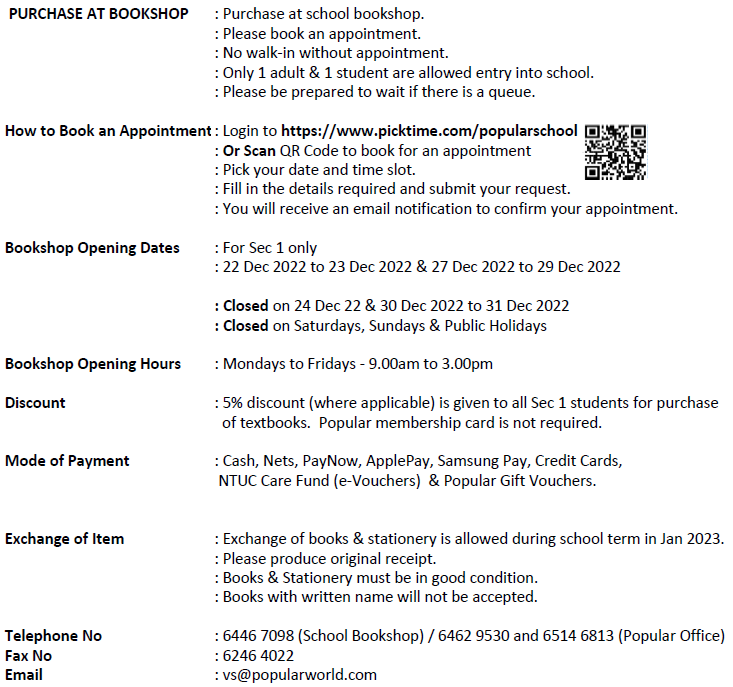 PURCHASE AT BOOKSHOP : Purchase at school bookshop.
: Please book an appointment.
: No walk-in without appointment.
: Only 1 adult & 1 student are allowed entry into school.
: Please be prepared to wait if there is a queue.
How to Book an Appointment : Login to https://www.picktime.com/popularschool
: Or Scan QR Code to book for an appointment
: Pick your date and time slot.
: Fill in the details required and submit your request.
: You will receive an email notification to confirm your appointment.
Bookshop Opening Dates : For Sec 1 only
: 22 Dec 2022 to 23 Dec 2022 & 27 Dec 2022 to 29 Dec 2022
: Closed on 24 Dec 22 & 30 Dec 2022 to 31 Dec 2022
: Closed on Saturdays, Sundays & Public Holidays
Bookshop Opening Hours : Mondays to Fridays - 9.00am to 3.00pm
Discount : 5% discount (where applicable) is given to all Sec 1 students for purchase
of textbooks. Popular membership card is not required.
Mode of Payment : Cash, Nets, PayNow, ApplePay, Samsung Pay, Credit Cards,
NTUC Care Fund (e-Vouchers) & Popular Gift Vouchers.
Exchange of Item : Exchange of books & stationery is allowed during school term in Jan 2023.
: Please produce original receipt.
: Books & Stationery must be in good condition.
: Books with written name will not be accepted.
Telephone No : 6446 7098 (School Bookshop) / 6462 9530 and 6514 6813 (Popular Office)
Fax No : 6246 4022
Email : vs@popularworld.com